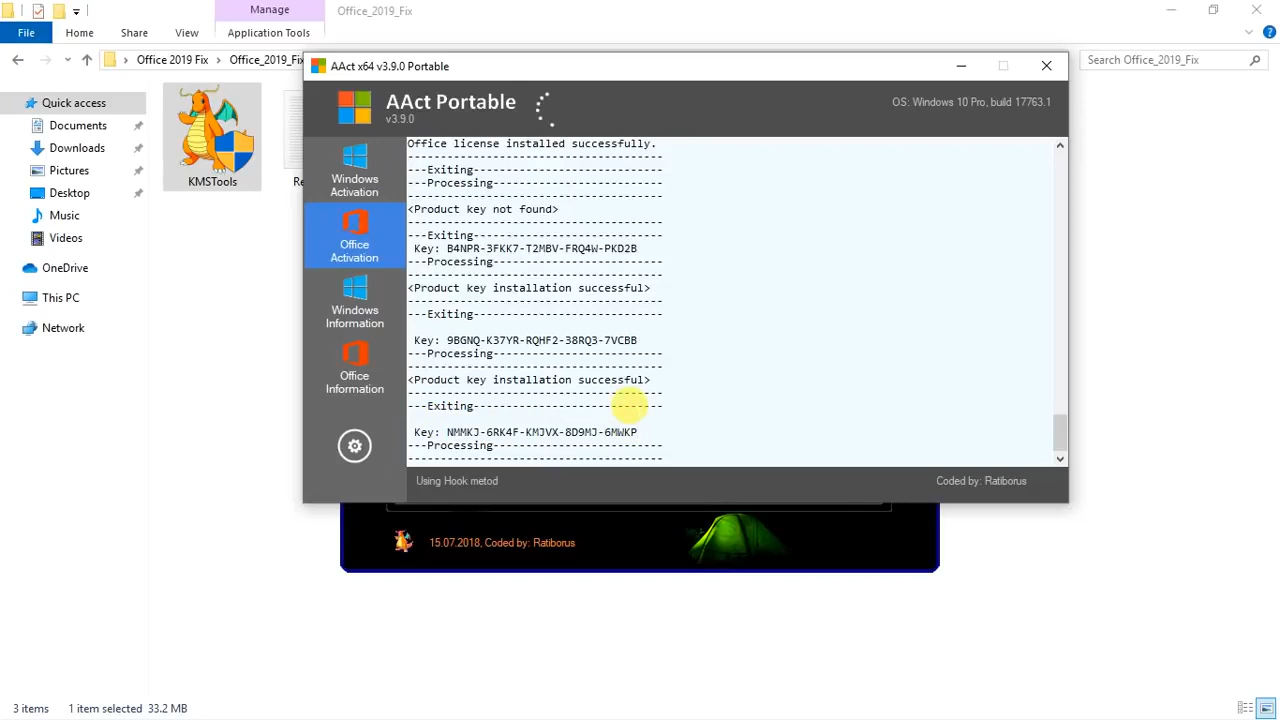 Manage
Office_2019_Fix
File
Home
Share
View
Application Tools
Office 2019 Fix
Office_2019_Fix
Search Office_2019_Fix
Quick access
Documents
Downloads
Pictures
Desktop
Music
Videos
OneDrive
This PC
Network
KMSTools
Re
AAct x64 v3.9.0 Portable
AAct Portable
v3.9.0
OS: Windows 10 Pro, build 17763.1
Windows
Activation
Office
Activation
Windows
Information
Office
Information
Office license installed successfully.
---------------------------------------
---Exiting-----------------------------
---Processing--------------------------
---------------------------------------
<Product key not found>
---------------------------------------
---Exiting-----------------------------
Key: B4NPR-3FKK7-T2MBV-FRQ4W-PKD2B
---Processing--------------------------
---------------------------------------
<Product key installation successful>
---------------------------------------
---Exiting-----------------------------
Key: 9BGNQ-K37YR-RQHF2-38RQ3-7VCBB
---Processing--------------------------
---------------------------------------
<Product key installation successful>
---------------------------------------
---Exiting-----------------------------
Key: NMMKJ-6RK4F-KMJVX-8D9MJ-6MWKP
---Processing--------------------------
---------------------------------------
Using Hook metod
Coded by: Ratiborus
15.07.2018, Coded by: Ratiborus
3 items
1 item selected 33.2 MB